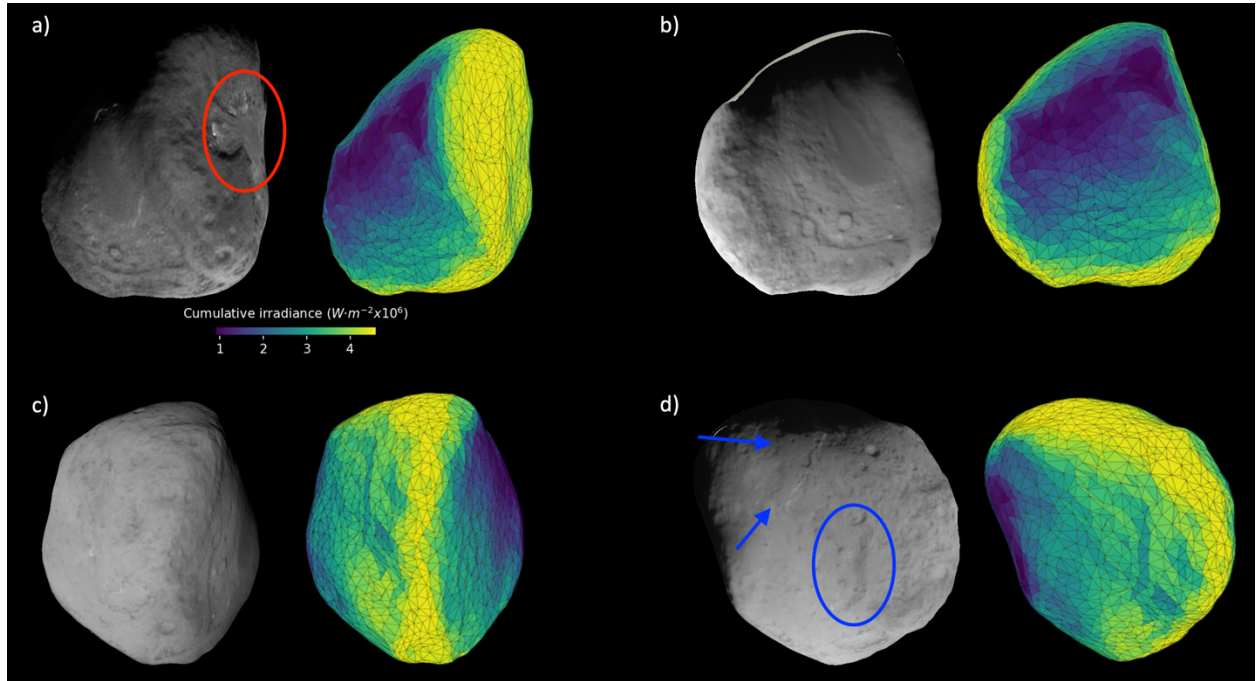 a)
b)
Cumulative irradiance (W·m⁻²x10⁶)
1 2 3 4
c)
d)